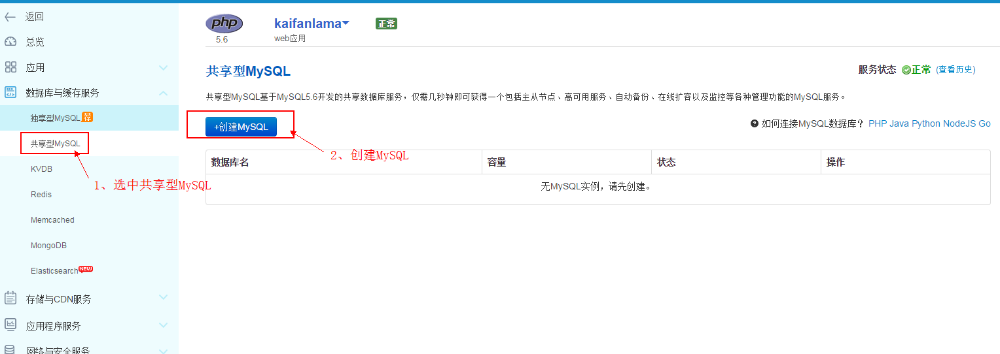 返回
总览
应用
数据库与缓存服务
独享型MySQL 荐
共享型MySQL
KVDB
Redis
Memcached
MongoDB
Elasticsearch NEW
存储与CDN服务
应用程序服务
网络与安全服务
php
5.6
kaifanlama
正常
web应用
共享型MySQL
服务状态 正常 (查看历史)
共享型MySQL基于MySQL5.6开发的共享数据库服务，仅需几秒钟即可获得一个包括主从节点、高可用服务、自动备份、在线扩容以及监控等各种管理功能的MySQL服务。
+创建MySQL
如何连接MySQL数据库? PHP Java Python NodeJS Go
2、创建MySQL
数据库名 容量 状态 操作
1、选中共享型MySQL
无MySQL实例，请先创建。